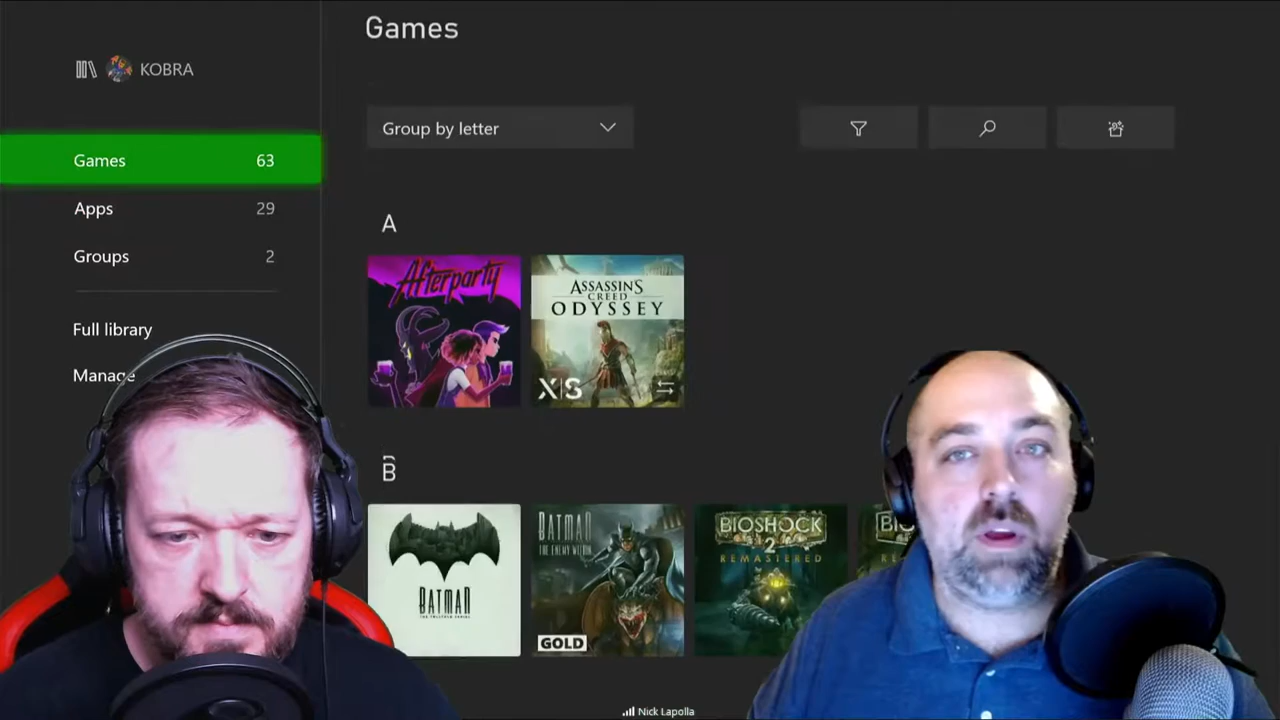 Games
KOBRA
Group by letter
Games 63
Apps 29
Groups 2
Full library
Manage
A
Afterparty
ASSASSIN'S
CREED
ODYSSEY
X|S
B
BATMAN
BATMAN
THE ENEMY WITHIN
GOLD
BIOSHOCK
2
REMASTERED
BIO
Nick Lapolla